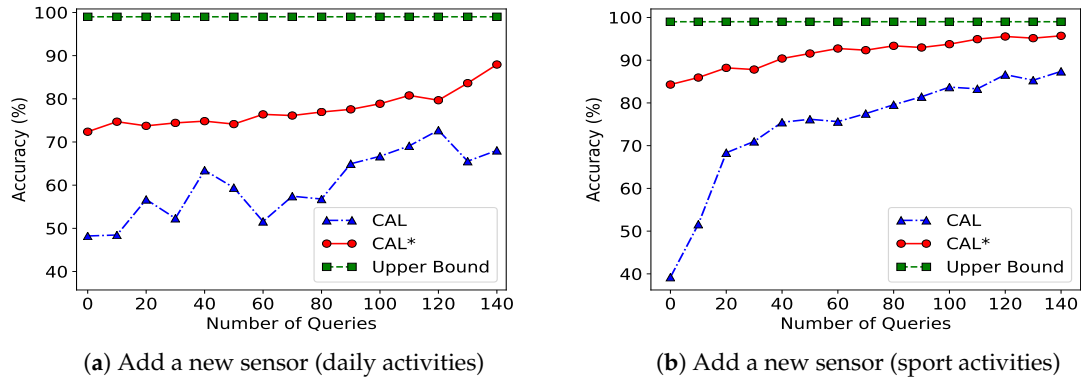 100
90
80
70
60
50
40
Accuracy (%)
0 20 40 60 80 100 120 140
Number of Queries
CAL
CAL*
Upper Bound
(a) Add a new sensor (daily activities)
100
90
80
70
60
50
40
Accuracy (%)
0 20 40 60 80 100 120 140
Number of Queries
CAL
CAL*
Upper Bound
(b) Add a new sensor (sport activities)